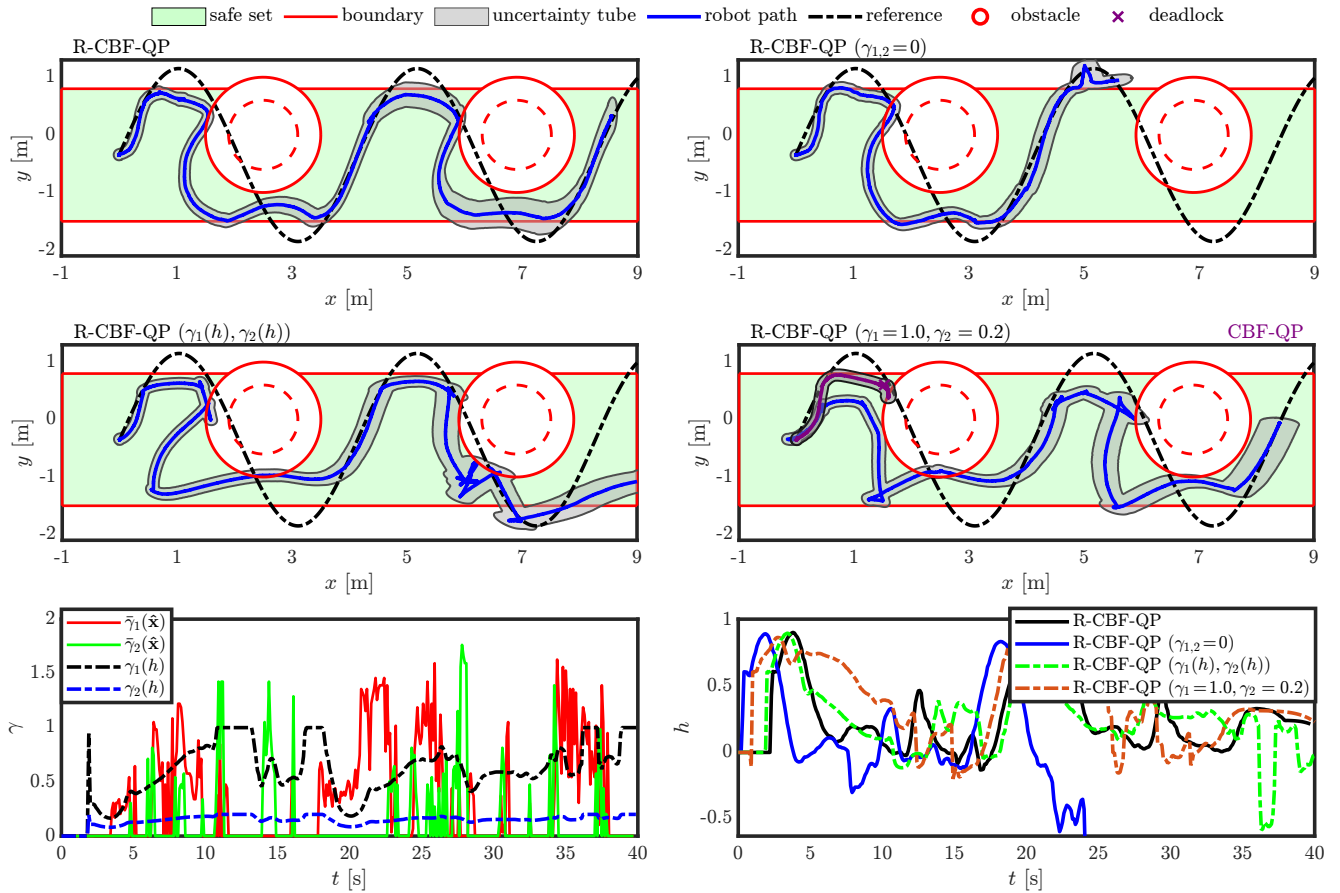 safe set boundary uncertainty tube robot path reference obstacle deadlock
R-CBF-QP
1
0
-1
-2
y [m]
-1 1 3 5 7 9
x [m]
R-CBF-QP (γ₁,₂=0)
1
0
-1
-2
y [m]
-1 1 3 5 7 9
x [m]
R-CBF-QP (γ₁(h), γ₂(h))
1
0
-1
-2
y [m]
-1 1 3 5 7 9
x [m]
R-CBF-QP (γ₁=1.0, γ₂ = 0.2) CBF-QP
1
0
-1
-2
y [m]
-1 1 3 5 7 9
x [m]
γ̄₁(x̂)
γ̄₂(x̂)
γ₁(h)
γ₂(h)
2
1.5
1
0.5
0
γ
0 5 10 15 20 25 30 35 40
t [s]
R-CBF-QP
R-CBF-QP (γ₁,₂=0)
R-CBF-QP (γ₁(h), γ₂(h))
R-CBF-QP (γ₁=1.0, γ₂ = 0.2)
1
0.5
0
-0.5
h
0 5 10 15 20 25 30 35 40
t [s]